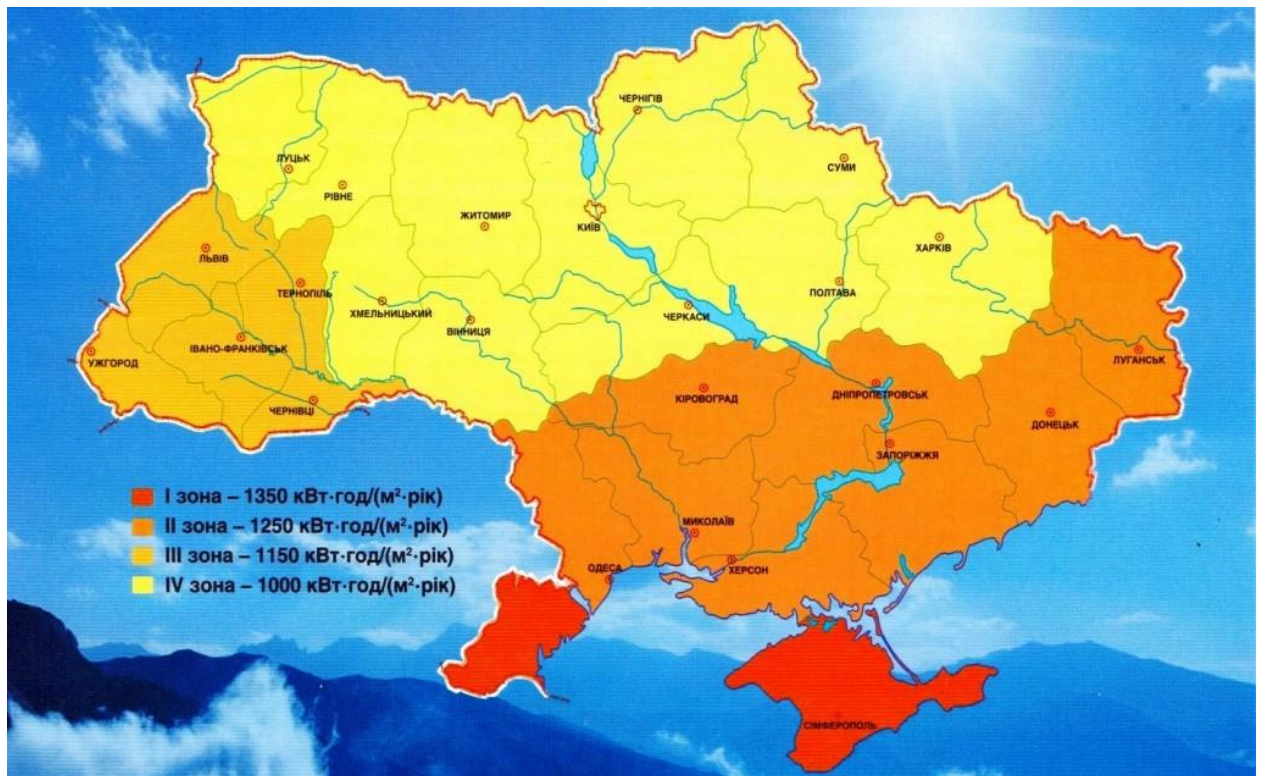 ЧЕРНІГІВ
ЛУЦЬК
СУМИ
РІВНЕ
ЖИТОМИР
КИЇВ
ХАРКІВ
ЛЬВІВ
ТЕРНОПІЛЬ
ПОЛТАВА
ХМЕЛЬНИЦЬКИЙ
ЧЕРКАСИ
ВІННИЦЯ
ІВАНО-ФРАНКІВСЬК
УЖГОРОД
ЛУГАНСЬК
ДНІПРОПЕТРОВСЬК
КІРОВОГРАД
ЧЕРНІВЦІ
ДОНЕЦЬК
ЗАПОРІЖЖЯ
I зона – 1350 кВт·год/(м²·рік)
II зона – 1250 кВт·год/(м²·рік)
III зона – 1150 кВт·год/(м²·рік)
IV зона – 1000 кВт·год/(м²·рік)
МИКОЛАЇВ
ОДЕСА
ХЕРСОН
СІМФЕРОПОЛЬ